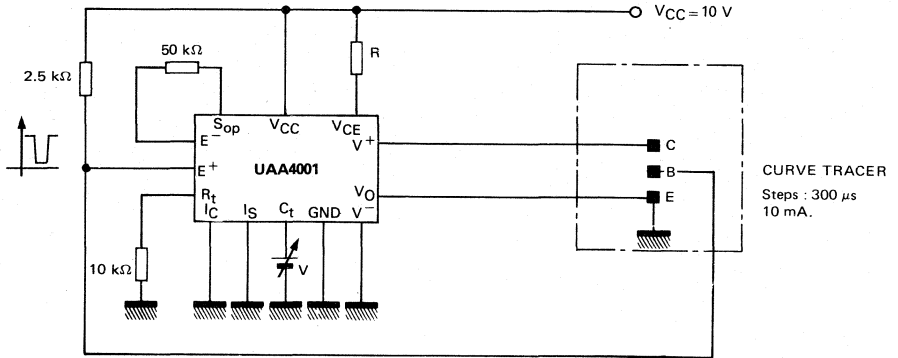 VCC = 10 V
50 kΩ
R
2.5 kΩ
Sop
VCC
VCE
E−
V+
C
E+
UAA4001
B
CURVE TRACER
Rt
VO
E
Steps : 300 µs
10 mA.
IC
IS
Ct
GND
V−
10 kΩ
V